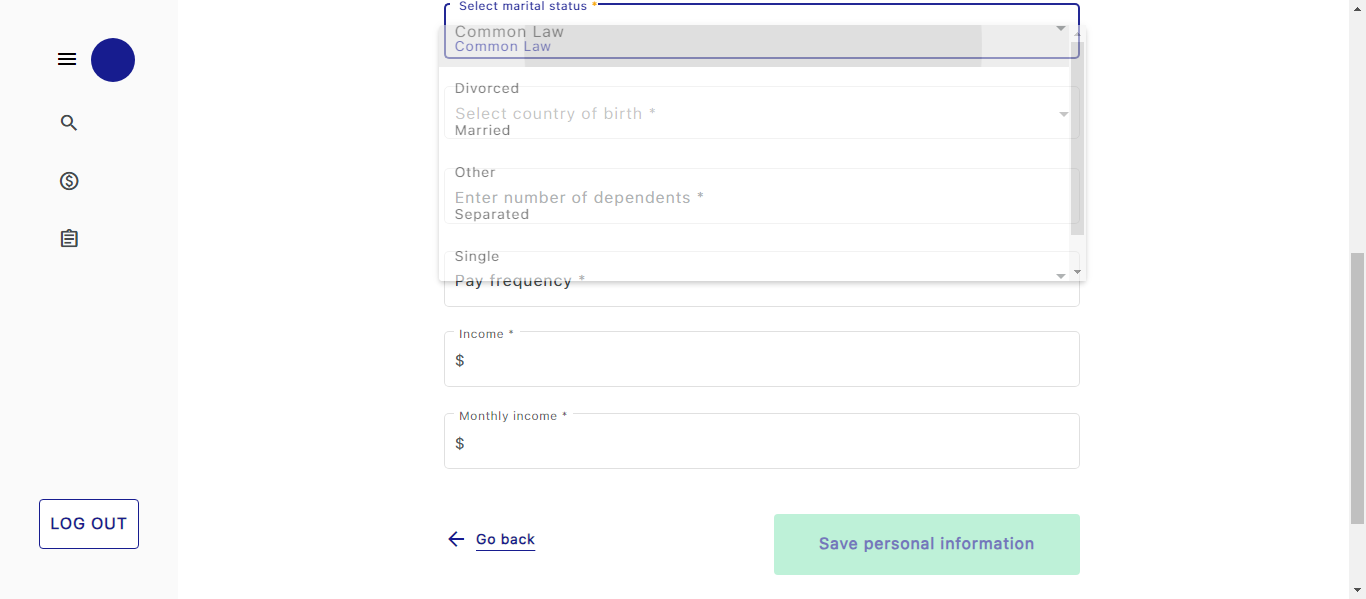 Select marital status *
Common Law
Common Law
Divorced
Select country of birth *
Married
Other
Enter number of dependents *
Separated
Single
Pay frequency *
Income *
$
Monthly income *
$
LOG OUT
Go back
Save personal information